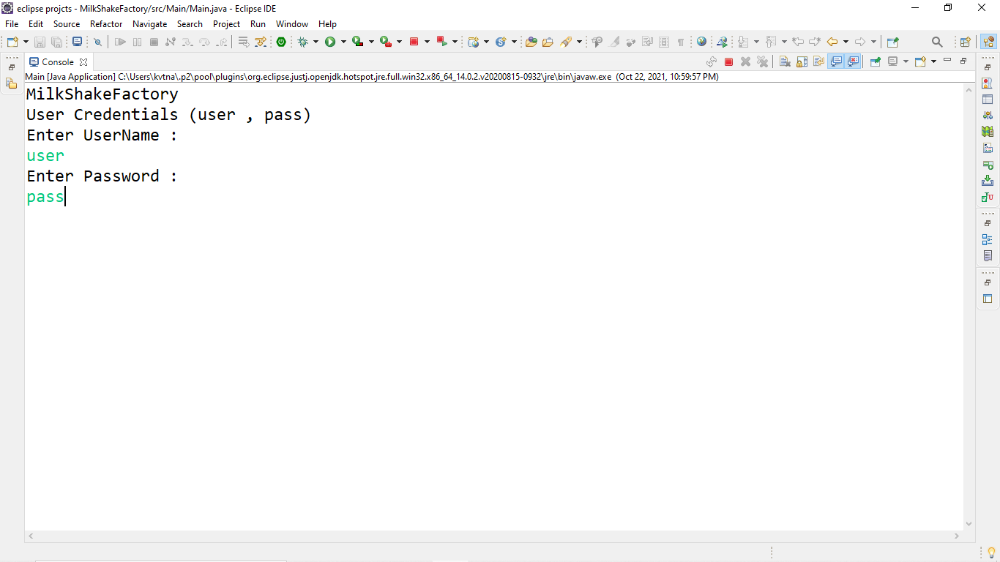 eclipse projcts - MilkShakeFactory/src/Main/Main.java - Eclipse IDE
File Edit Source Refactor Navigate Search Project Run Window Help
Console
Main [Java Application] C:\Users\kvtna\.p2\pool\plugins\org.eclipse.justj.openjdk.hotspot.jre.full.win32.x86_64_14.0.2.v20200815-0932\jre\bin\javaw.exe (Oct 22, 2021, 10:59:57 PM)
MilkShakeFactory
User Credentials (user , pass)
Enter UserName :
user
Enter Password :
pass